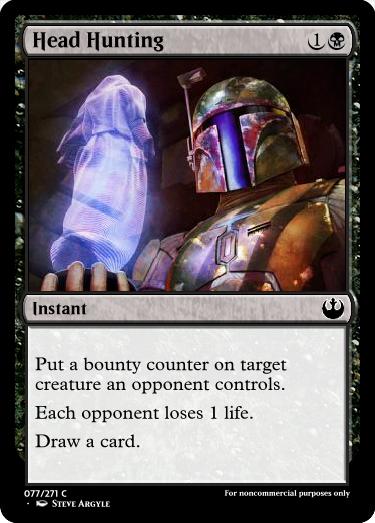 Head Hunting 1
Instant
Put a bounty counter on target
creature an opponent controls.
Each opponent loses 1 life.
Draw a card.
077/271 C For noncommercial purposes only
· Steve Argyle